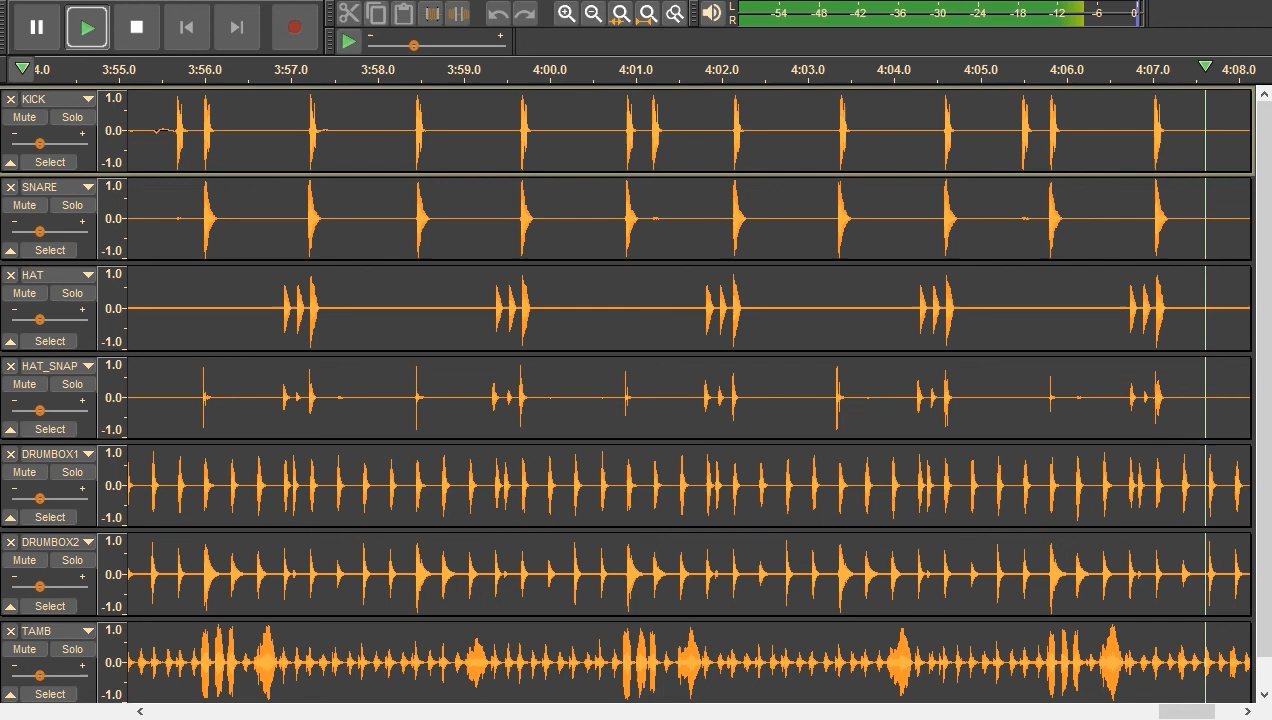 L
R
-54 -48 -42 -36 -30 -24 -18 -12 -6 0
- +
4.0 3:55.0 3:56.0 3:57.0 3:58.0 3:59.0 4:00.0 4:01.0 4:02.0 4:03.0 4:04.0 4:05.0 4:06.0 4:07.0 4:08.0
KICK 1.0
Mute Solo
- + 0.0-
Select -1.0
SNARE 1.0
Mute Solo
- + 0.0-
Select -1.0
HAT 1.0
Mute Solo
- + 0.0-
Select -1.0
HAT_SNAP 1.0
Mute Solo
- + 0.0-
Select -1.0
DRUMBOX1 1.0
Mute Solo
- + 0.0-
Select -1.0
DRUMBOX2 1.0
Mute Solo
- + 0.0-
Select -1.0
TAMB 1.0
Mute Solo
- + 0.0-
Select -1.0